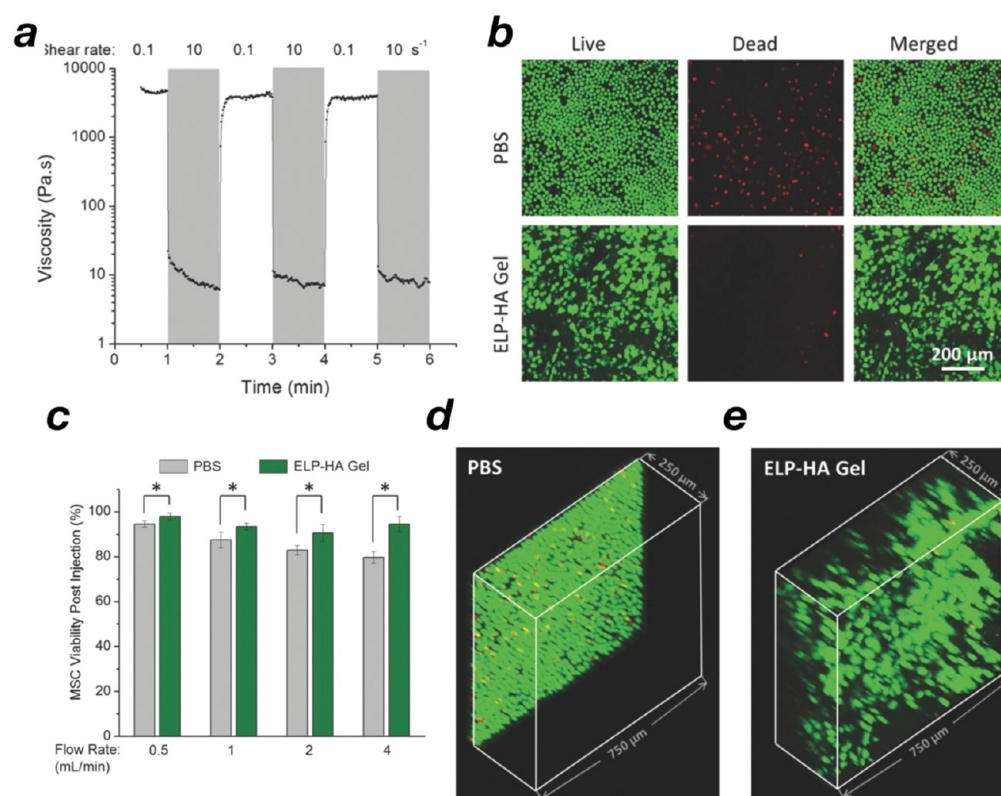 a
Shear rate: 0.1 10 0.1 10 0.1 10 s⁻¹
10000
1000
100
10
1
Viscosity (Pa.s)
0 1 2 3 4 5 6
Time (min)
b
Live Dead Merged
PBS
ELP-HA Gel
200 µm
c
PBS ELP-HA Gel
* * * *
100
80
60
40
20
0
MSC Viability Post Injection (%)
Flow Rate: 0.5 1 2 4
(mL/min)
d
PBS
250 µm
750 µm
e
ELP-HA Gel
250 µm
750 µm